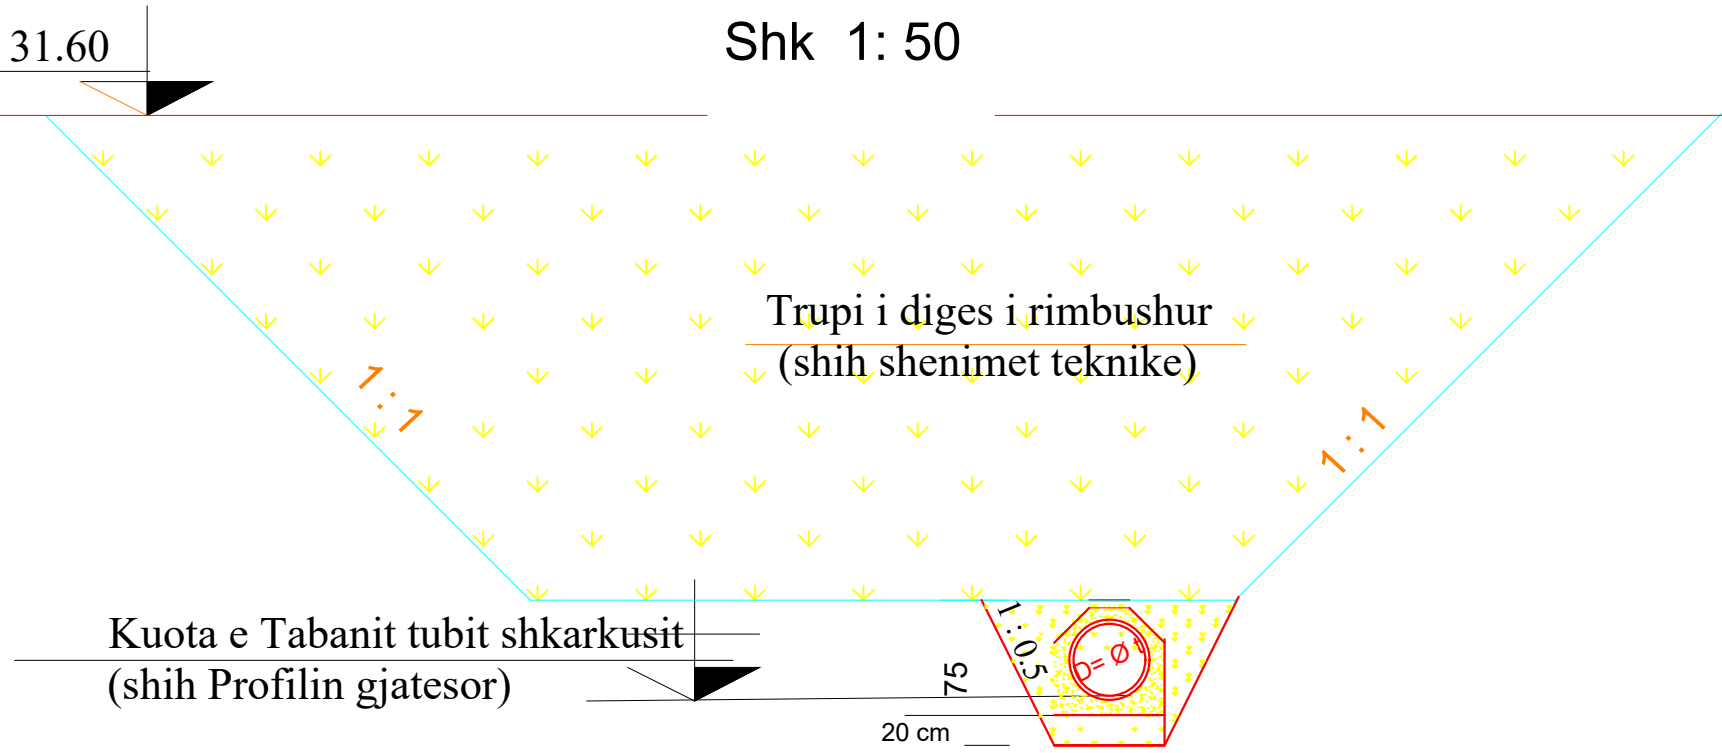 Shk 1: 50
31.60
Trupi i diges i rimbushur
(shih shenimet teknike)
1:1
1:1
Kuota e Tabanit tubit shkarkusit
(shih Profilin gjatesor)
1:0.5
D= Ø
75
20 cm